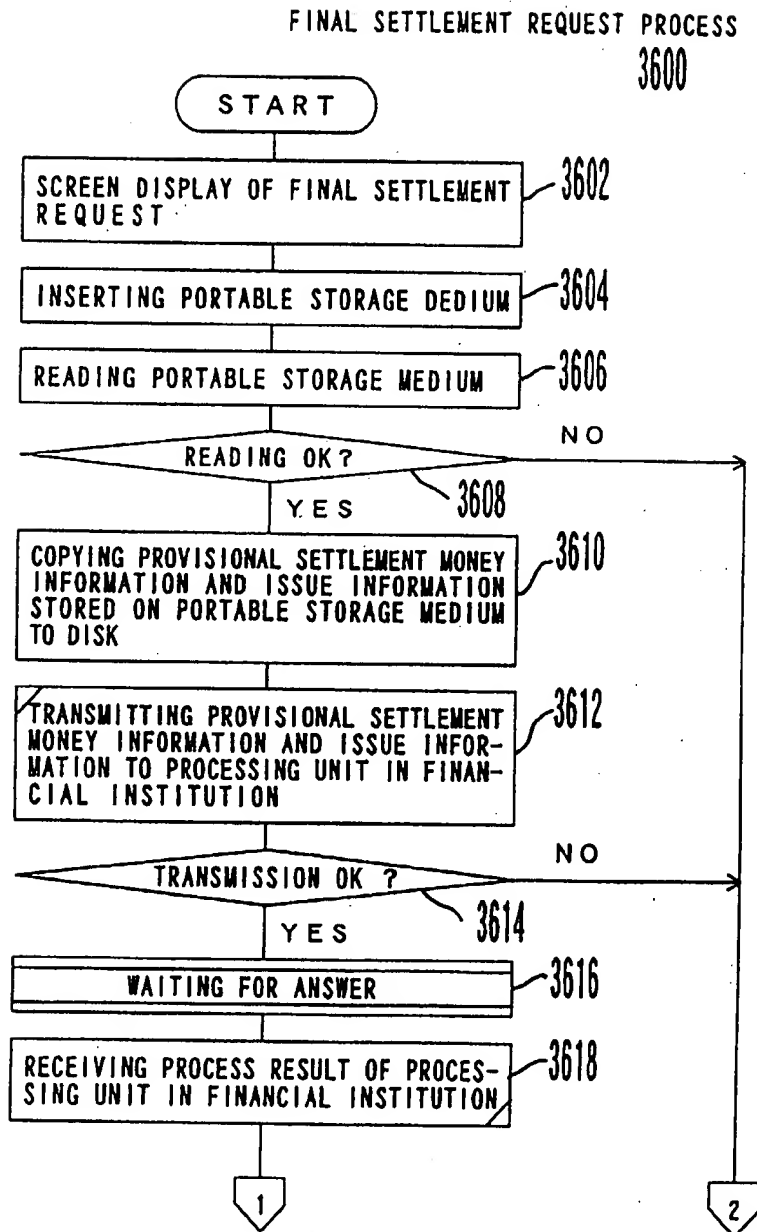 FINAL SETTLEMENT REQUEST PROCESS
3600
START
SCREEN DISPLAY OF FINAL SETTLEMENT
REQUEST
3602
INSERTING PORTABLE STORAGE DEDIUM
3604
READING PORTABLE STORAGE MEDIUM
3606
READING OK?
NO
3608
YES
COPYING PROVISIONAL SETTLEMENT MONEY
INFORMATION AND ISSUE INFORMATION
STORED ON PORTABLE STORAGE MEDIUM
TO DISK
3610
TRANSMITTING PROVISIONAL SETTLEMENT
MONEY INFORMATION AND ISSUE INFOR-
MATION TO PROCESSING UNIT IN FINAN-
CIAL INSTITUTION
3612
TRANSMISSION OK ?
NO
3614
YES
WAITING FOR ANSWER
3616
RECEIVING PROCESS RESULT OF PROCES-
SING UNIT IN FINANCIAL INSTITUTION
3618
1
2